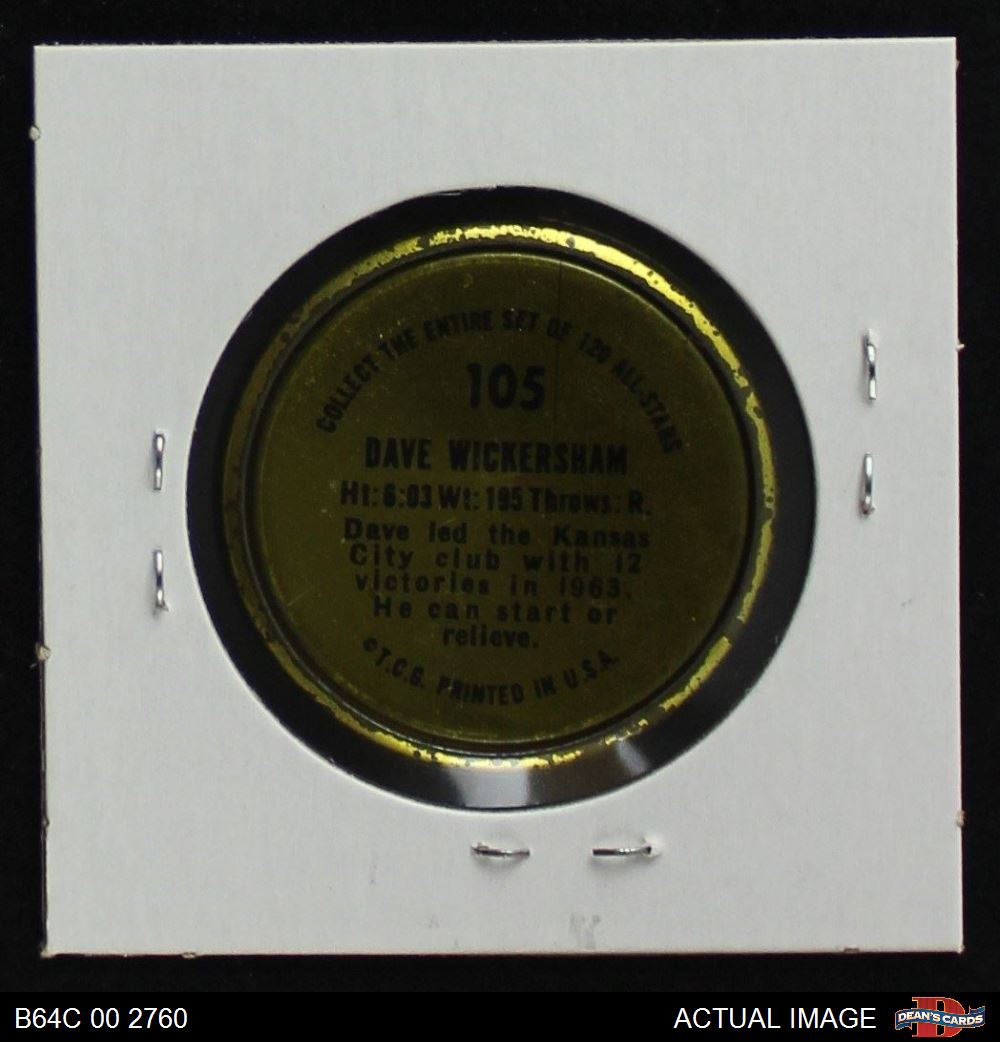 COLLECT THE ENTIRE SET OF 120 ALL-STARS
105
DAVE WICKERSHAM
Ht: 6:03 Wt: 195 Throws: R.
Dave led the Kansas
City club with 12
victories in 1963.
He can start or
relieve.
©T.C.G. PRINTED IN U.S.A.
B64C 00 2760
ACTUAL IMAGE
D
DEAN'S CARDS